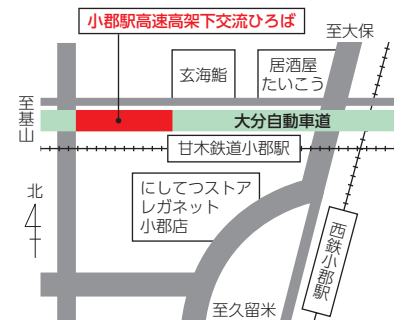 小郡駅高速高架下交流ひろば
至大保
玄海鮨
居酒屋
たいこう
至基山
大分自動車道
甘木鉄道小郡駅
北
にしてつストア
レガネット
小郡店
西鉄小郡駅
至久留米